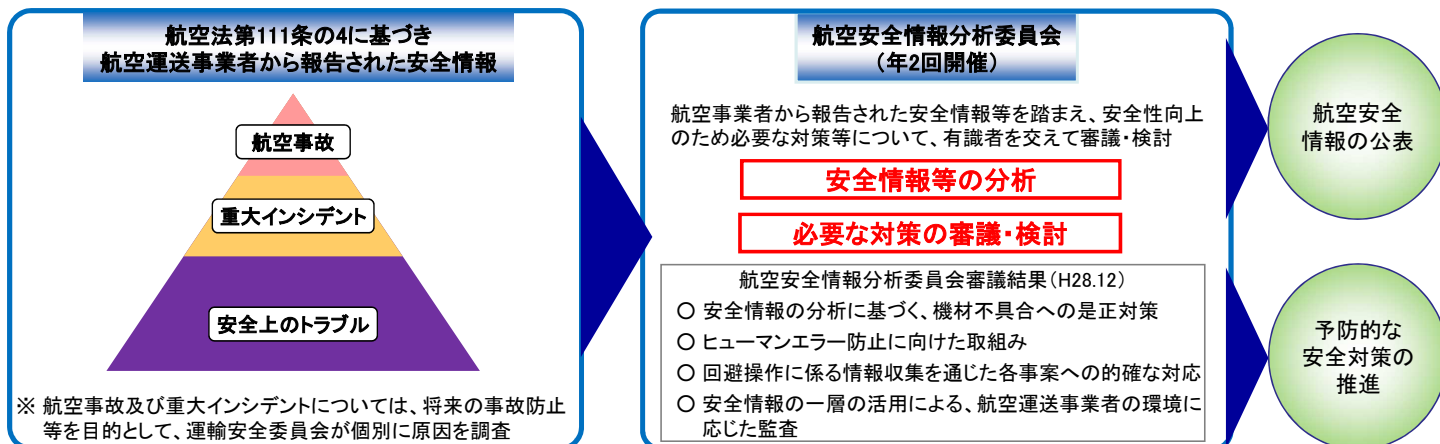 航空法第111条の4に基づき
航空運送事業者から報告された安全情報
航空事故
重大インシデント
安全上のトラブル
※ 航空事故及び重大インシデントについては、将来の事故防止
等を目的として、運輸安全委員会が個別に原因を調査
航空安全情報分析委員会
(年2回開催)
航空事業者から報告された安全情報等を踏まえ、安全性向上
のため必要な対策等について、有識者を交えて審議・検討
安全情報等の分析
必要な対策の審議・検討
航空安全情報分析委員会審議結果(H28.12)
○ 安全情報の分析に基づく、機材不具合への是正対策
○ ヒューマンエラー防止に向けた取組み
○ 回避操作に係る情報収集を通じた各事案への的確な対応
○ 安全情報の一層の活用による、航空運送事業者の環境に
応じた監査
航空安全
情報の公表
予防的な
安全対策の
推進